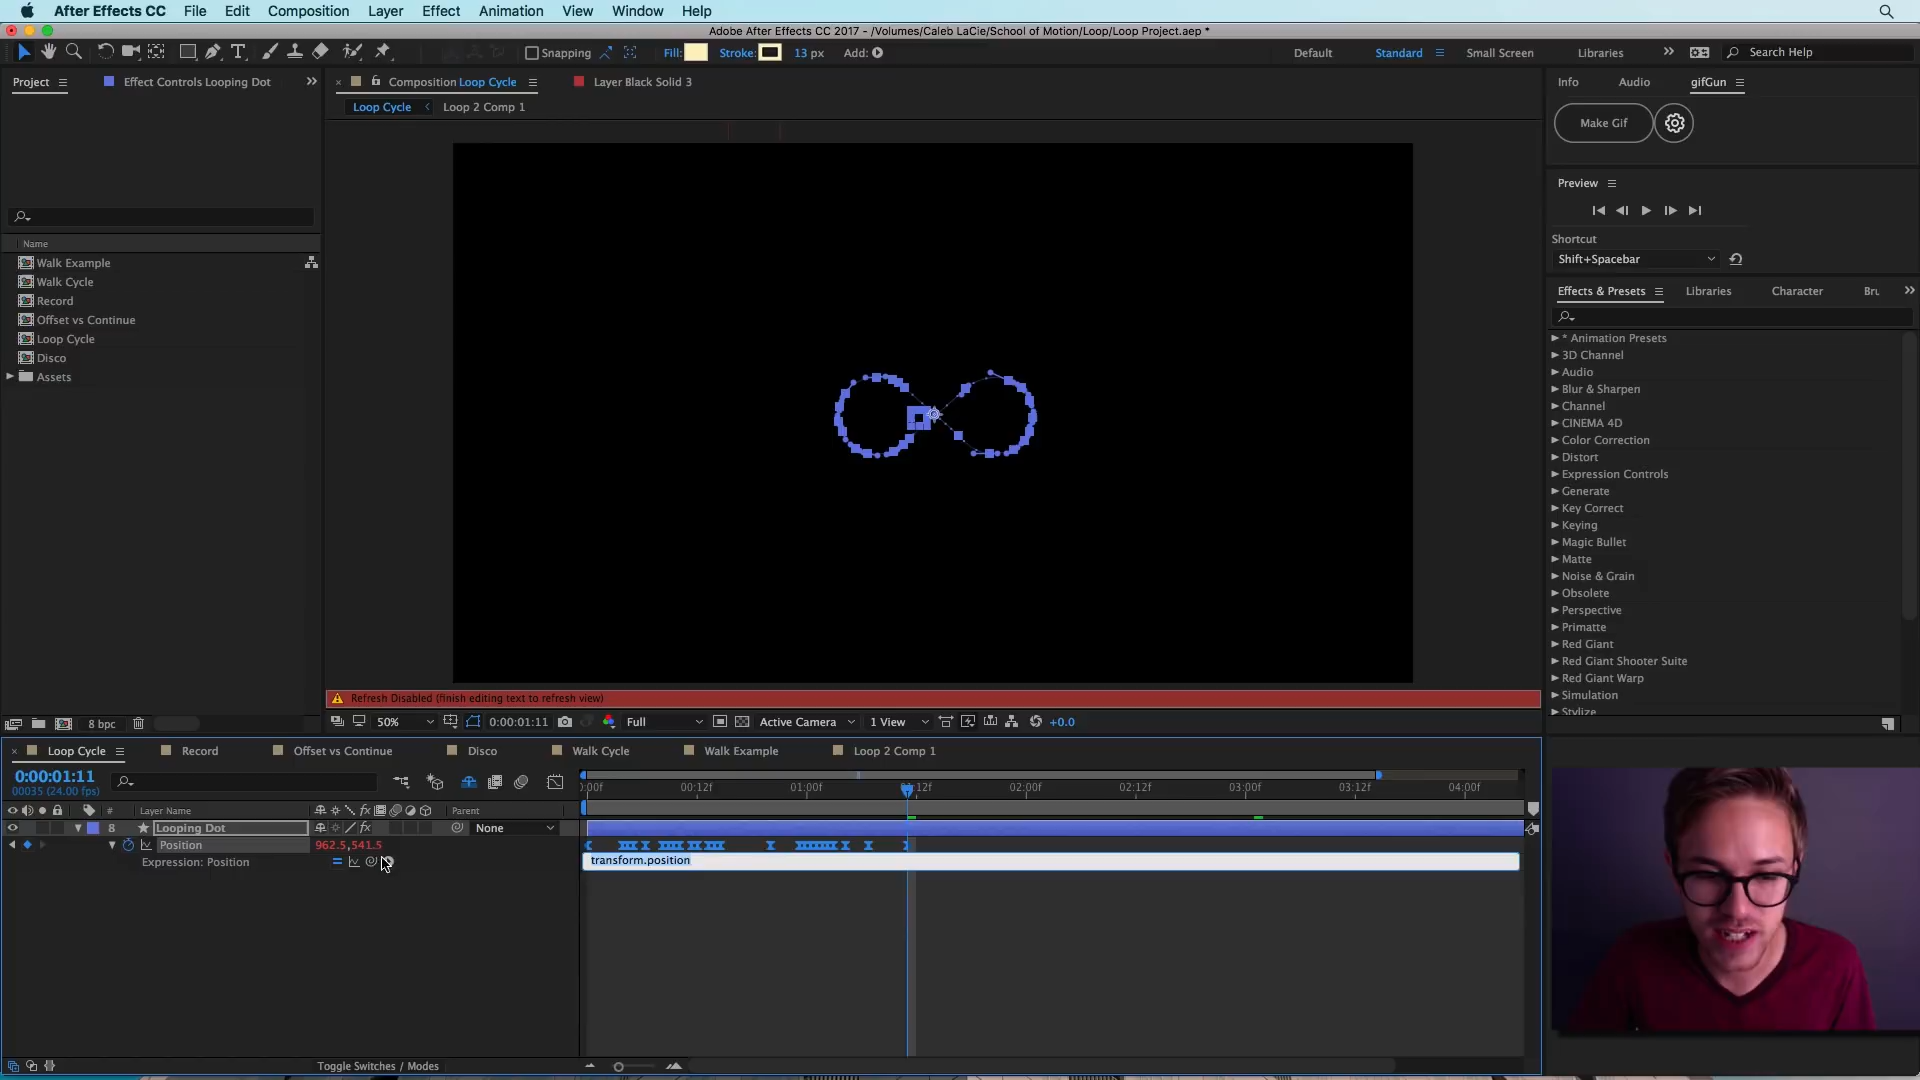 After Effects CC File Edit Composition Layer Effect Animation View Window Help
Adobe After Effects CC 2017 - /Volumes/Caleb LaCie/School of Motion/Loop/Loop Project.aep *
Snapping Fill: Stroke: 13 px Add: Default Standard Small Screen Libraries Search Help
Project Effect Controls Looping Dot Composition Loop Cycle Layer Black Solid 3 Info Audio gifGun
Loop Cycle Loop 2 Comp 1
Make Gif
Preview
Shortcut
Shift+Spacebar
Name
Walk Example
Walk Cycle
Record
Offset vs Continue
Loop Cycle
Disco
Assets
Effects & Presets Libraries Character Bru
* Animation Presets
3D Channel
Audio
Blur & Sharpen
Channel
CINEMA 4D
Color Correction
Distort
Expression Controls
Generate
Key Correct
Keying
Magic Bullet
Matte
Noise & Grain
Obsolete
Perspective
Primatte
Red Giant
Red Giant Shooter Suite
Red Giant Warp
Simulation
Stylize
Refresh Disabled (finish editing text to refresh view)
8 bpc 50% 0:00:01:11 Full Active Camera 1 View +0.0
Loop Cycle Record Offset vs Continue Disco Walk Cycle Walk Example Loop 2 Comp 1
0:00:01:11
00035 (24.00 fps)
:00f 00:12f 01:00f 01:12f 02:00f 02:12f 03:00f 03:12f 04:00f
# Layer Name fx Parent
8 Looping Dot fx None
Position 962.5,541.5
Expression: Position transform.position
Toggle Switches / Modes